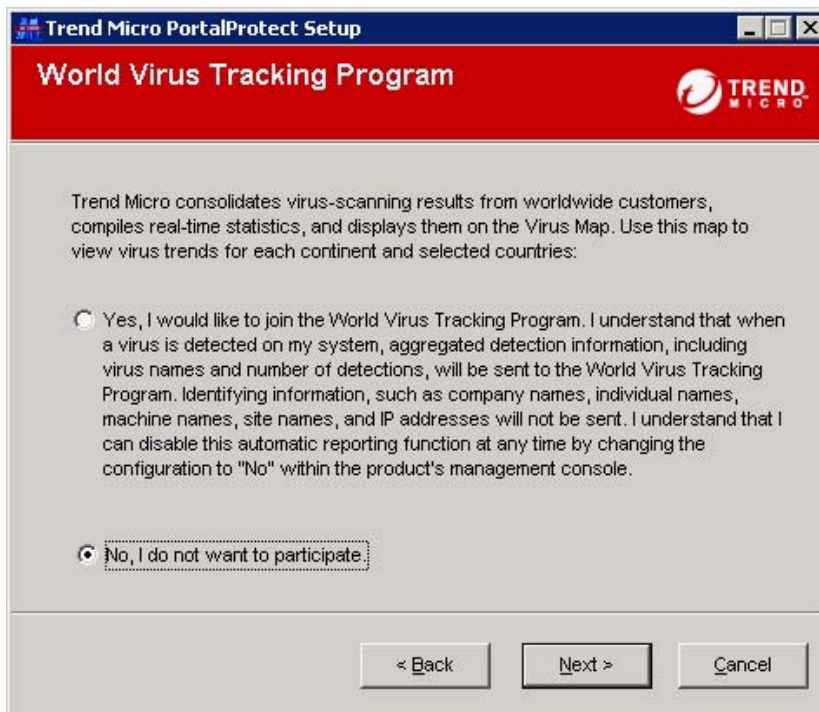 Trend Micro PortalProtect Setup
World Virus Tracking Program
TREND
MICRO™
Trend Micro consolidates virus-scanning results from worldwide customers,
compiles real-time statistics, and displays them on the Virus Map. Use this map to
view virus trends for each continent and selected countries:
Yes, I would like to join the World Virus Tracking Program. I understand that when
a virus is detected on my system, aggregated detection information, including
virus names and number of detections, will be sent to the World Virus Tracking
Program. Identifying information, such as company names, individual names,
machine names, site names, and IP addresses will not be sent. I understand that I
can disable this automatic reporting function at any time by changing the
configuration to "No" within the product's management console.
No, I do not want to participate.
< Back
Next >
Cancel